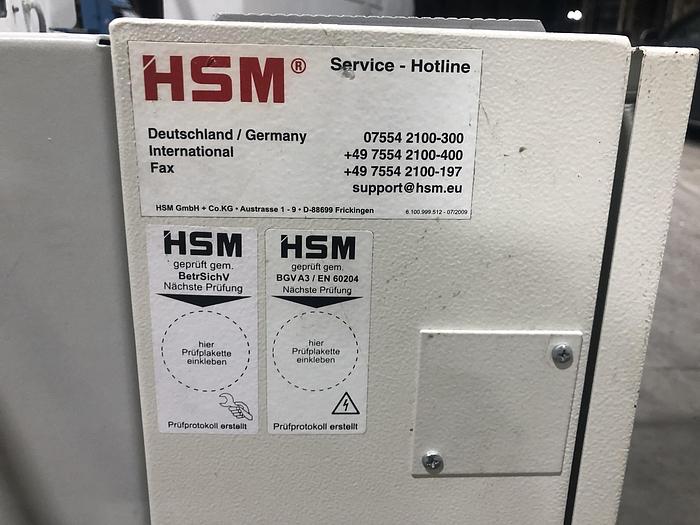 HSM® Service - Hotline
Deutschland / Germany 07554 2100-300
International +49 7554 2100-400
Fax +49 7554 2100-197
support@hsm.eu
HSM GmbH + Co.KG • Austrasse 1 - 9 • D-88699 Frickingen 6.100.999.512 - 07/2009
HSM
geprüft gem.
BetrSichV
Nächste Prüfung
hier
Prüfplakette
einkleben
Prüfprotokoll erstellt
HSM
geprüft gem.
BGV A3 / EN 60204
Nächste Prüfung
hier
Prüfplakette
einkleben
Prüfprotokoll erstellt